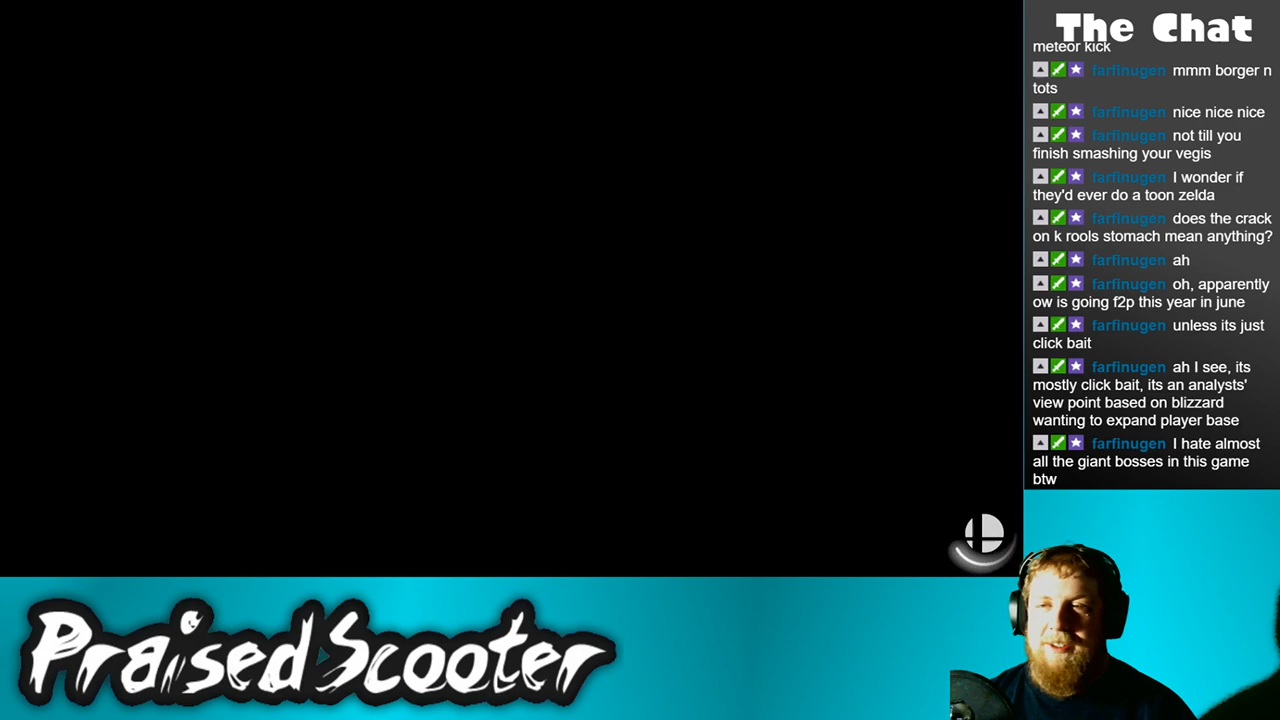 The Chat
meteor kick
farfinugen mmm borger n
tots
farfinugen nice nice nice
farfinugen not till you
finish smashing your vegis
farfinugen I wonder if
they'd ever do a toon zelda
farfinugen does the crack
on k rools stomach mean anything?
farfinugen ah
farfinugen oh, apparently
ow is going f2p this year in june
farfinugen unless its just
click bait
farfinugen ah I see, its
mostly click bait, its an analysts'
view point based on blizzard
wanting to expand player base
farfinugen I hate almost
all the giant bosses in this game
btw
PraisedScooter